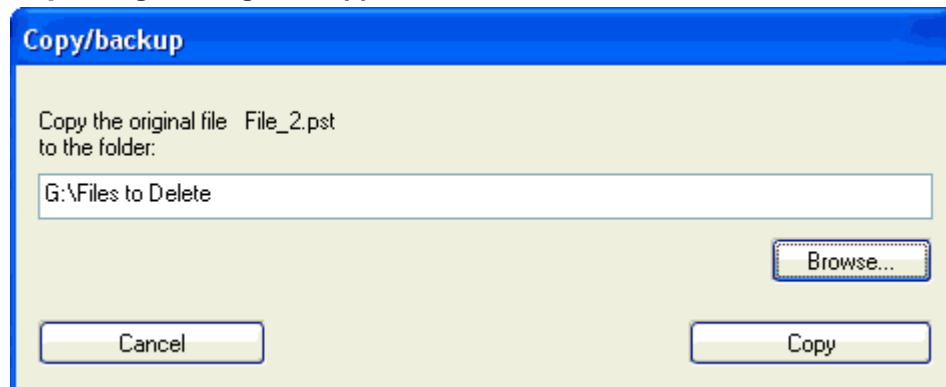 Copy/backup
Copy the original file File_2.pst
to the folder:
G:\Files to Delete
Browse...
Cancel Copy